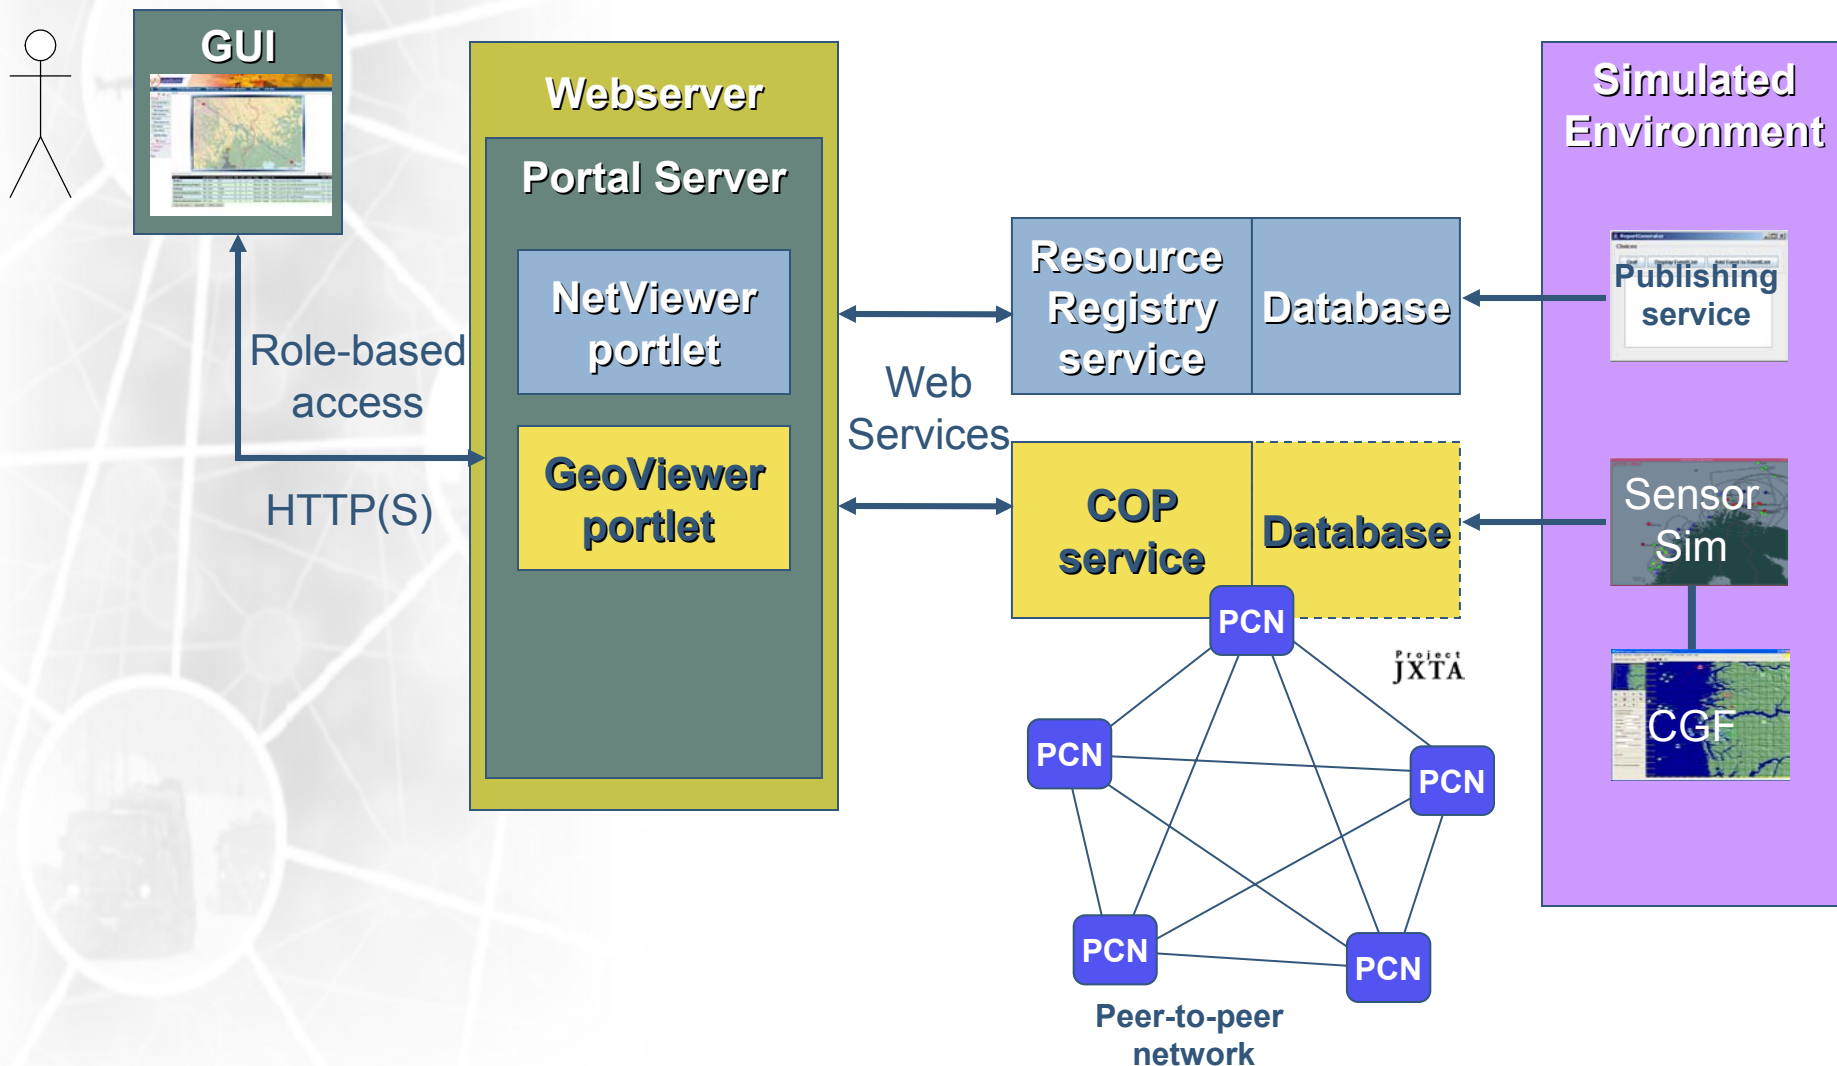 GUI
Webserver
Portal Server
NetViewer
portlet
GeoViewer
portlet
Role-based
access
HTTP(S)
Web
Services
Resource
Registry
service
Database
COP
service
Database
PCN
Project
JXTA
PCN
PCN
PCN
PCN
Peer-to-peer
network
Simulated
Environment
ReportGenerator
Choices
Publishing
service
Sensor
Sim
CGF